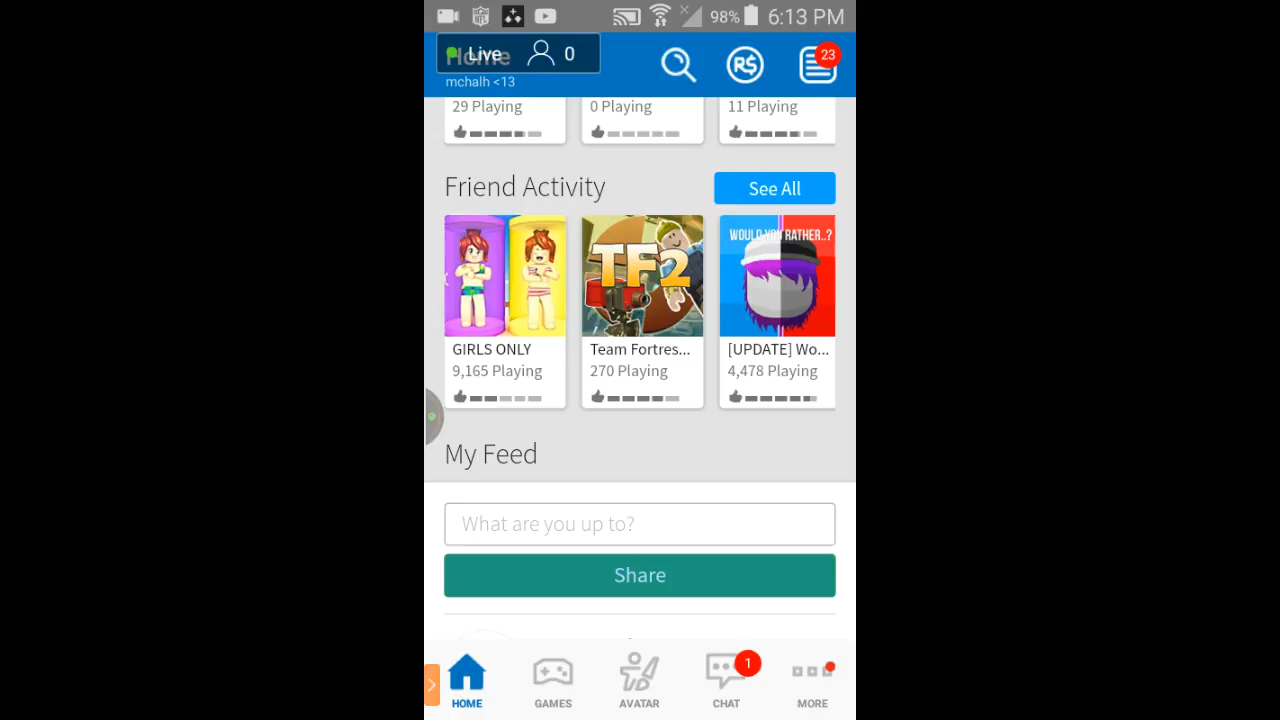 98% 6:13 PM
Home
Live 0
mchalh <13
R$
23
29 Playing
0 Playing
11 Playing
Friend Activity
See All
TF2
WOULD YOU RATHER..?
GIRLS ONLY
Team Fortres...
[UPDATE] Wo...
9,165 Playing
270 Playing
4,478 Playing
My Feed
What are you up to?
Share
1
HOME
GAMES
AVATAR
CHAT
MORE